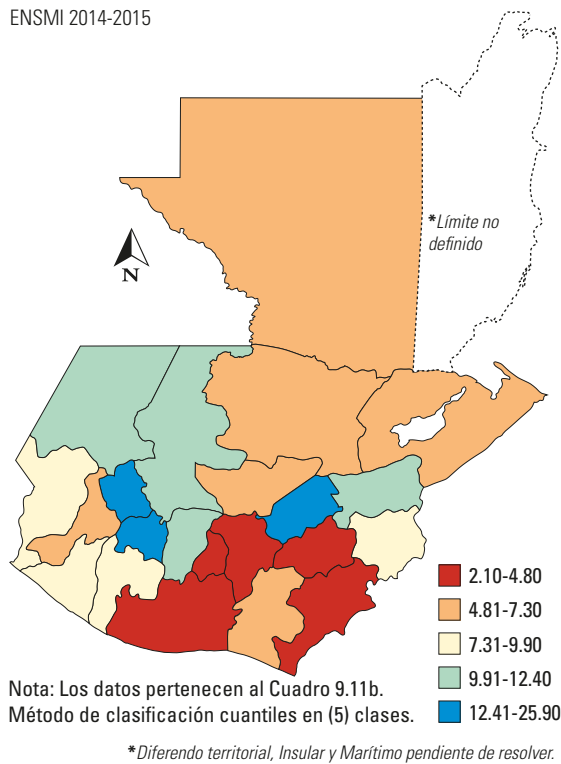 ENSMI 2014-2015
*Límite no
definido
N
2.10-4.80
4.81-7.30
7.31-9.90
9.91-12.40
12.41-25.90
Nota: Los datos pertenecen al Cuadro 9.11b.
Método de clasificación cuantiles en (5) clases.
*Diferendo territorial, Insular y Marítimo pendiente de resolver.